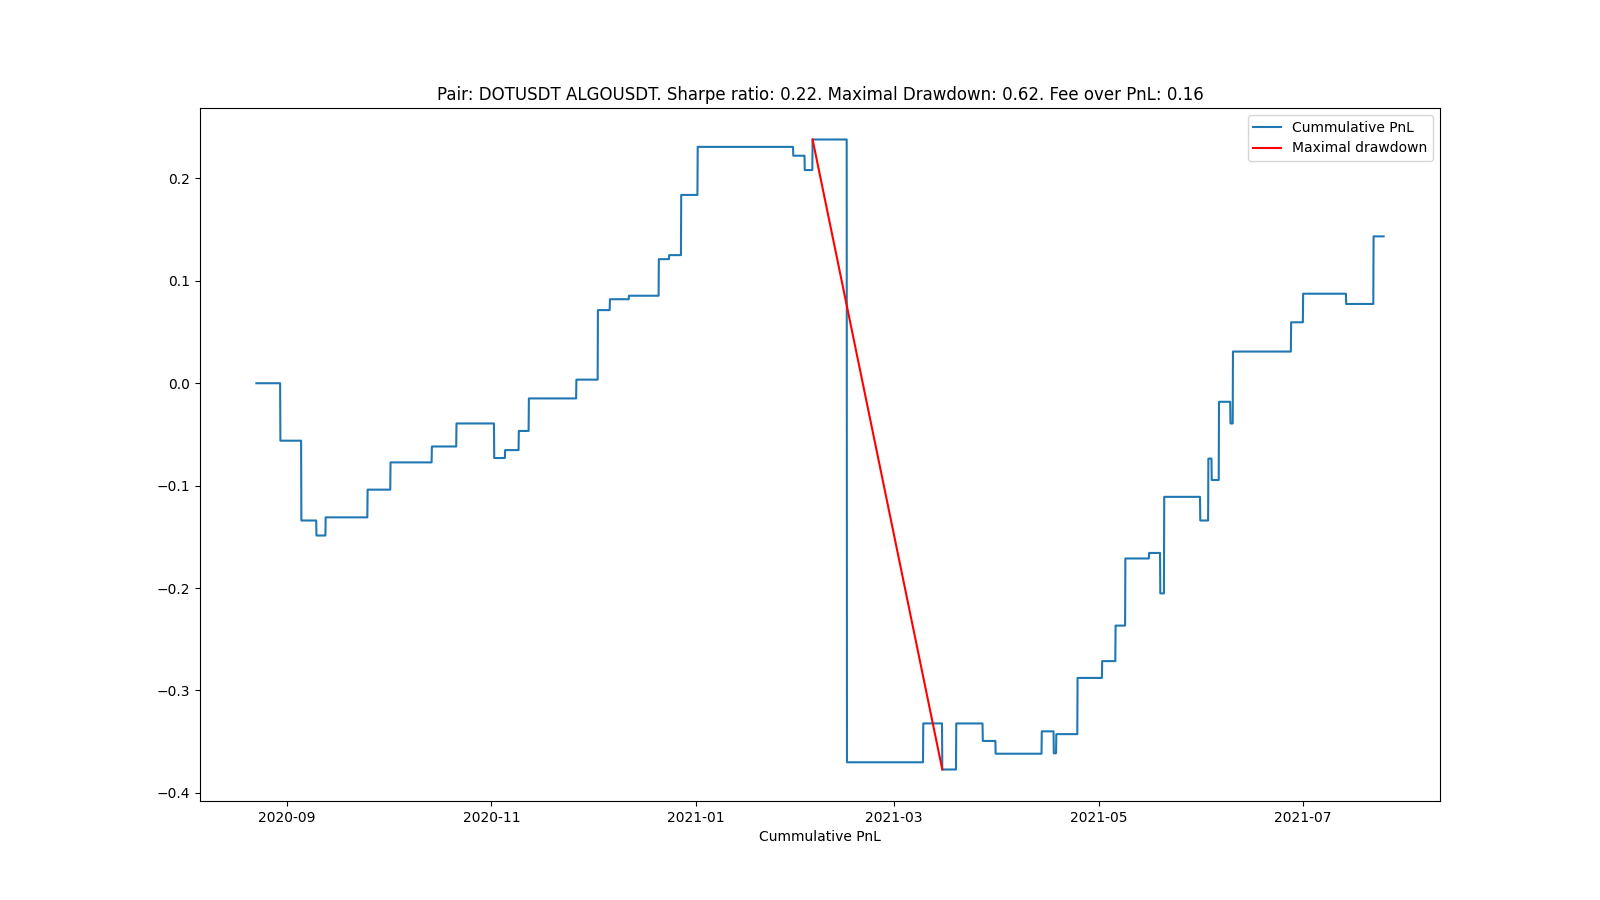 Pair: DOTUSDT ALGOUSDT. Sharpe ratio: 0.22. Maximal Drawdown: 0.62. Fee over PnL: 0.16
Cummulative PnL
Maximal drawdown
0.2
0.1
0.0
−0.1
−0.2
−0.3
−0.4
2020-09 2020-11 2021-01 2021-03 2021-05 2021-07
Cummulative PnL